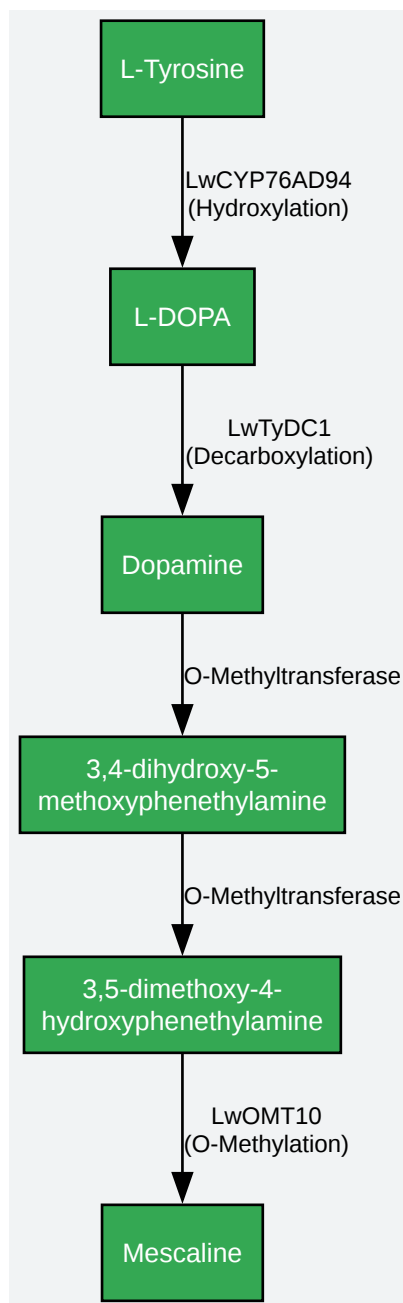 L-Tyrosine
LwCYP76AD94
(Hydroxylation)
L-DOPA
LwTyDC1
(Decarboxylation)
Dopamine
O-Methyltransferase
3,4-dihydroxy-5-
methoxyphenethylamine
O-Methyltransferase
3,5-dimethoxy-4-
hydroxyphenethylamine
LwOMT10
(O-Methylation)
Mescaline